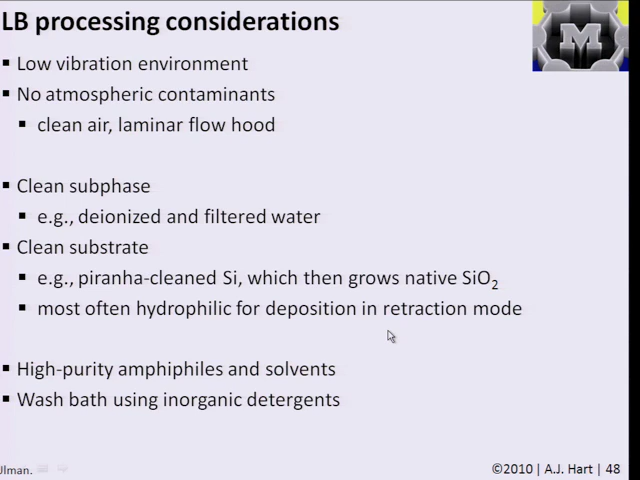 LB processing considerations
▪ Low vibration environment
▪ No atmospheric contaminants
▪ clean air, laminar flow hood
▪ Clean subphase
▪ e.g., deionized and filtered water
▪ Clean substrate
▪ e.g., piranha-cleaned Si, which then grows native SiO₂
▪ most often hydrophilic for deposition in retraction mode
▪ High-purity amphiphiles and solvents
▪ Wash bath using inorganic detergents
Ulman.
©2010 | A.J. Hart | 48
M